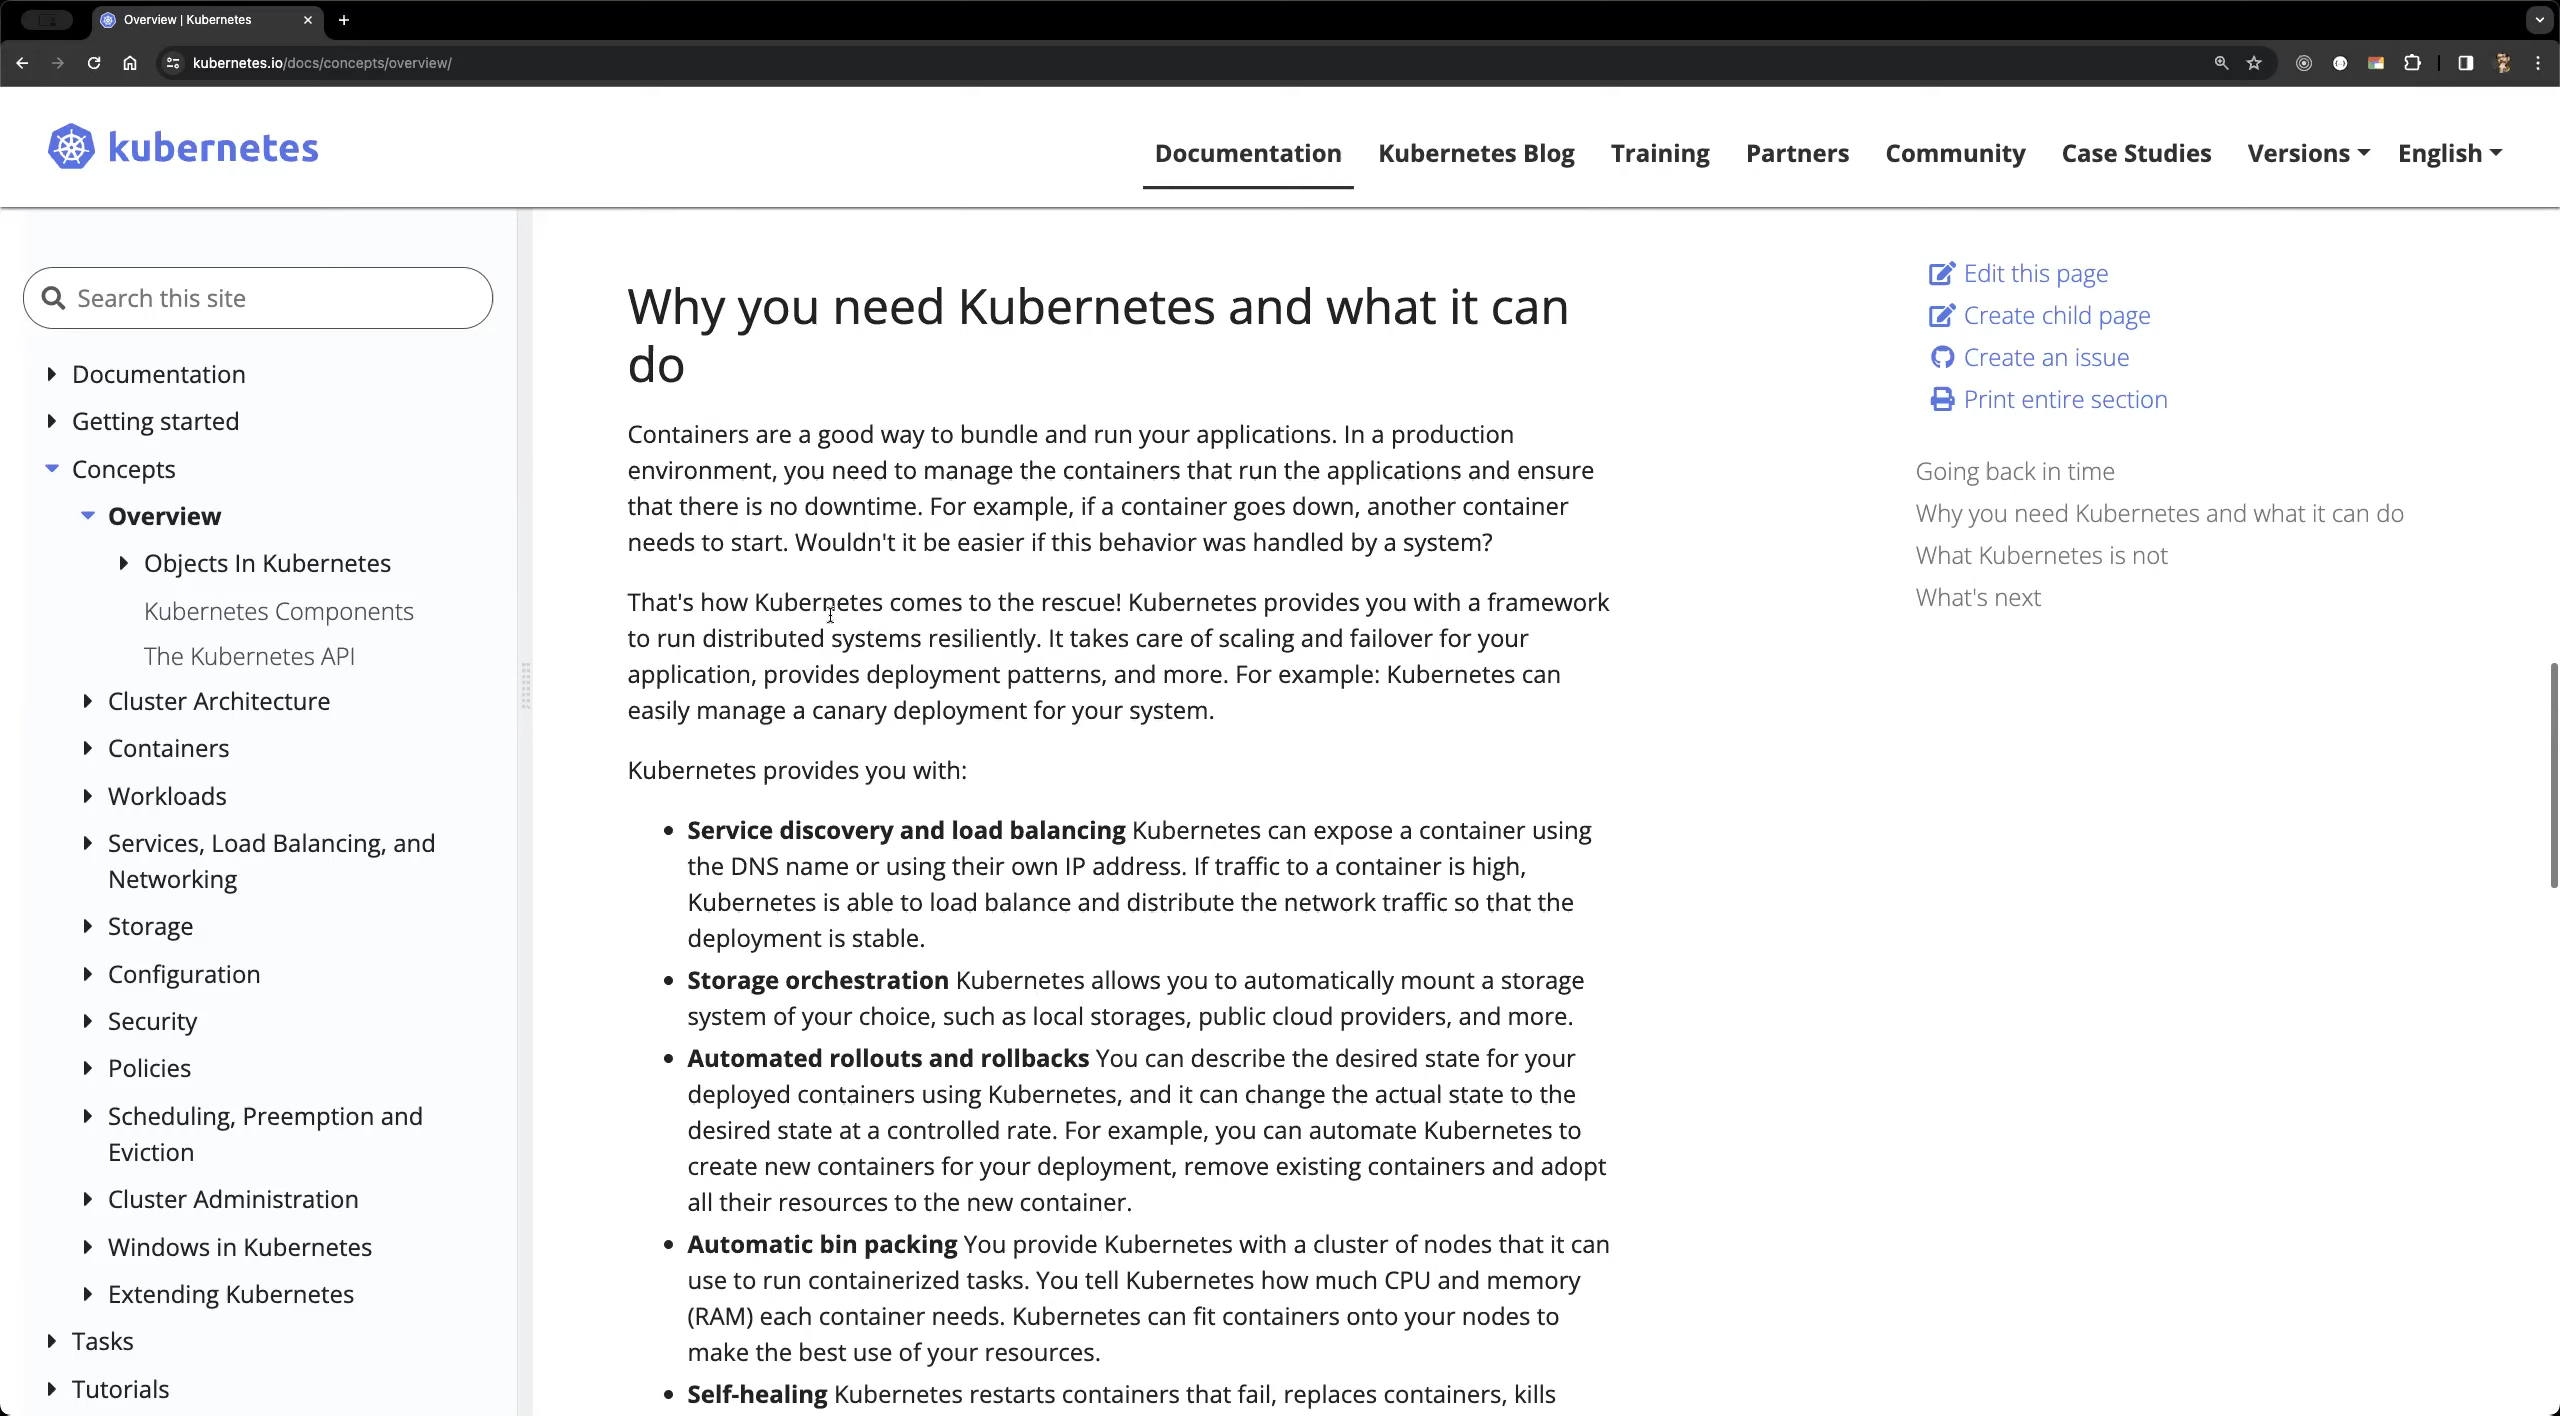 Overview | Kubernetes
kubernetes.io/docs/concepts/overview/
kubernetes
Documentation
Kubernetes Blog
Training
Partners
Community
Case Studies
Versions
English
Search this site
Documentation
Getting started
Concepts
Overview
Objects In Kubernetes
Kubernetes Components
The Kubernetes API
Cluster Architecture
Containers
Workloads
Services, Load Balancing, and
Networking
Storage
Configuration
Security
Policies
Scheduling, Preemption and
Eviction
Cluster Administration
Windows in Kubernetes
Extending Kubernetes
Tasks
Tutorials
Why you need Kubernetes and what it can
do
Containers are a good way to bundle and run your applications. In a production
environment, you need to manage the containers that run the applications and ensure
that there is no downtime. For example, if a container goes down, another container
needs to start. Wouldn't it be easier if this behavior was handled by a system?
That's how Kubernetes comes to the rescue! Kubernetes provides you with a framework
to run distributed systems resiliently. It takes care of scaling and failover for your
application, provides deployment patterns, and more. For example: Kubernetes can
easily manage a canary deployment for your system.
Kubernetes provides you with:
• Service discovery and load balancing Kubernetes can expose a container using
the DNS name or using their own IP address. If traffic to a container is high,
Kubernetes is able to load balance and distribute the network traffic so that the
deployment is stable.
• Storage orchestration Kubernetes allows you to automatically mount a storage
system of your choice, such as local storages, public cloud providers, and more.
• Automated rollouts and rollbacks You can describe the desired state for your
deployed containers using Kubernetes, and it can change the actual state to the
desired state at a controlled rate. For example, you can automate Kubernetes to
create new containers for your deployment, remove existing containers and adopt
all their resources to the new container.
• Automatic bin packing You provide Kubernetes with a cluster of nodes that it can
use to run containerized tasks. You tell Kubernetes how much CPU and memory
(RAM) each container needs. Kubernetes can fit containers onto your nodes to
make the best use of your resources.
• Self-healing Kubernetes restarts containers that fail, replaces containers, kills
Edit this page
Create child page
Create an issue
Print entire section
Going back in time
Why you need Kubernetes and what it can do
What Kubernetes is not
What's next